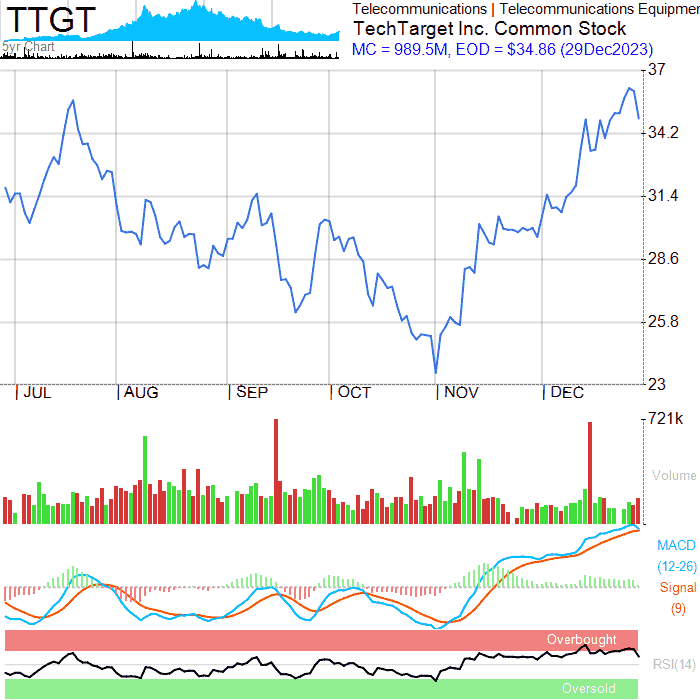 TTGT
5yr Chart
Telecommunications | Telecommunications Equipmen
TechTarget Inc. Common Stock
MC = 989.5M, EOD = $34.86 (29Dec2023)
37
34.2
31.4
28.6
25.8
23
JUL AUG SEP OCT NOV DEC
721k
Volume
MACD
(12-26)
Signal
(9)
Overbought
RSI(14)
Oversold